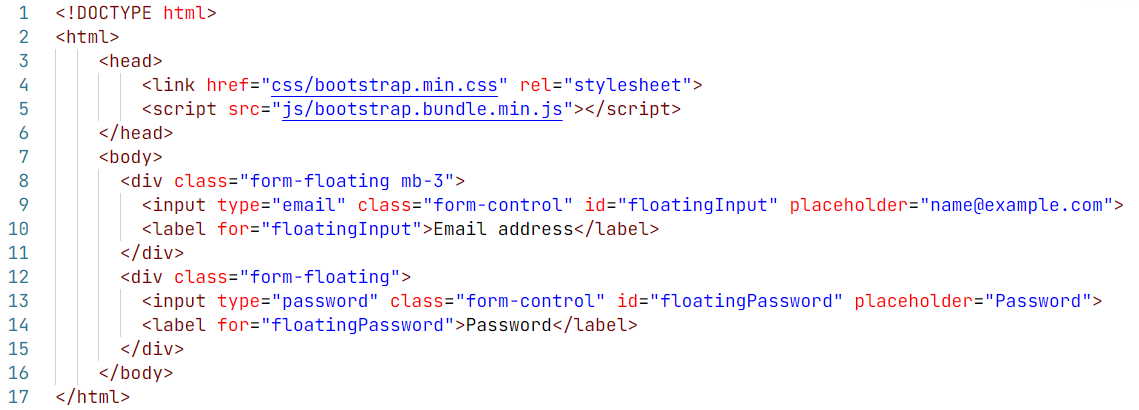 1 <!DOCTYPE html>
2 <html>
3 <head>
4 <link href="css/bootstrap.min.css" rel="stylesheet">
5 <script src="js/bootstrap.bundle.min.js"></script>
6 </head>
7 <body>
8 <div class="form-floating mb-3">
9 <input type="email" class="form-control" id="floatingInput" placeholder="name@example.com">
10 <label for="floatingInput">Email address</label>
11 </div>
12 <div class="form-floating">
13 <input type="password" class="form-control" id="floatingPassword" placeholder="Password">
14 <label for="floatingPassword">Password</label>
15 </div>
16 </body>
17 </html>